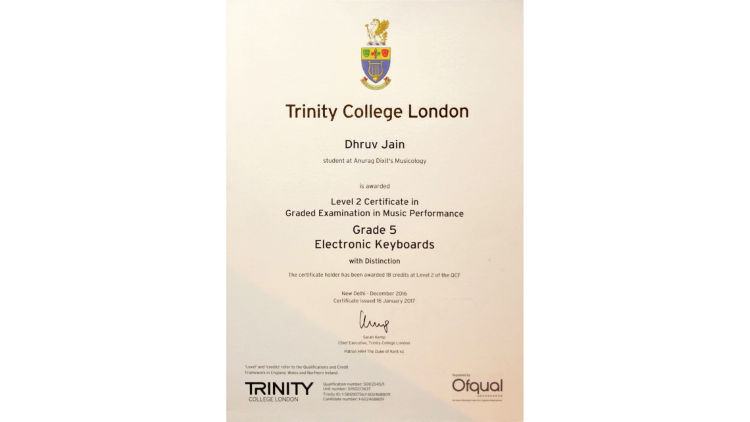 Trinity College London
Dhruv Jain
student at Anurag Dixit's Musicology
is awarded
Level 2 Certificate in
Graded Examination in Music Performance
Grade 5
Electronic Keyboards
with Distinction
The certificate holder has been awarded 18 credits at Level 2 of the QCF
New Delhi - December 2016
Certificate issued 16 January 2017
Sarah Kemp
Chief Executive, Trinity College London
Patron HRH The Duke of Kent KG
'Level' and 'credits' refer to the Qualifications and Credit
Framework in England, Wales and Northern Ireland
TRINITY
COLLEGE LONDON
Qualification number:
Unit number:
Trinity ID:
Candidate number:
Regulated by
Ofqual